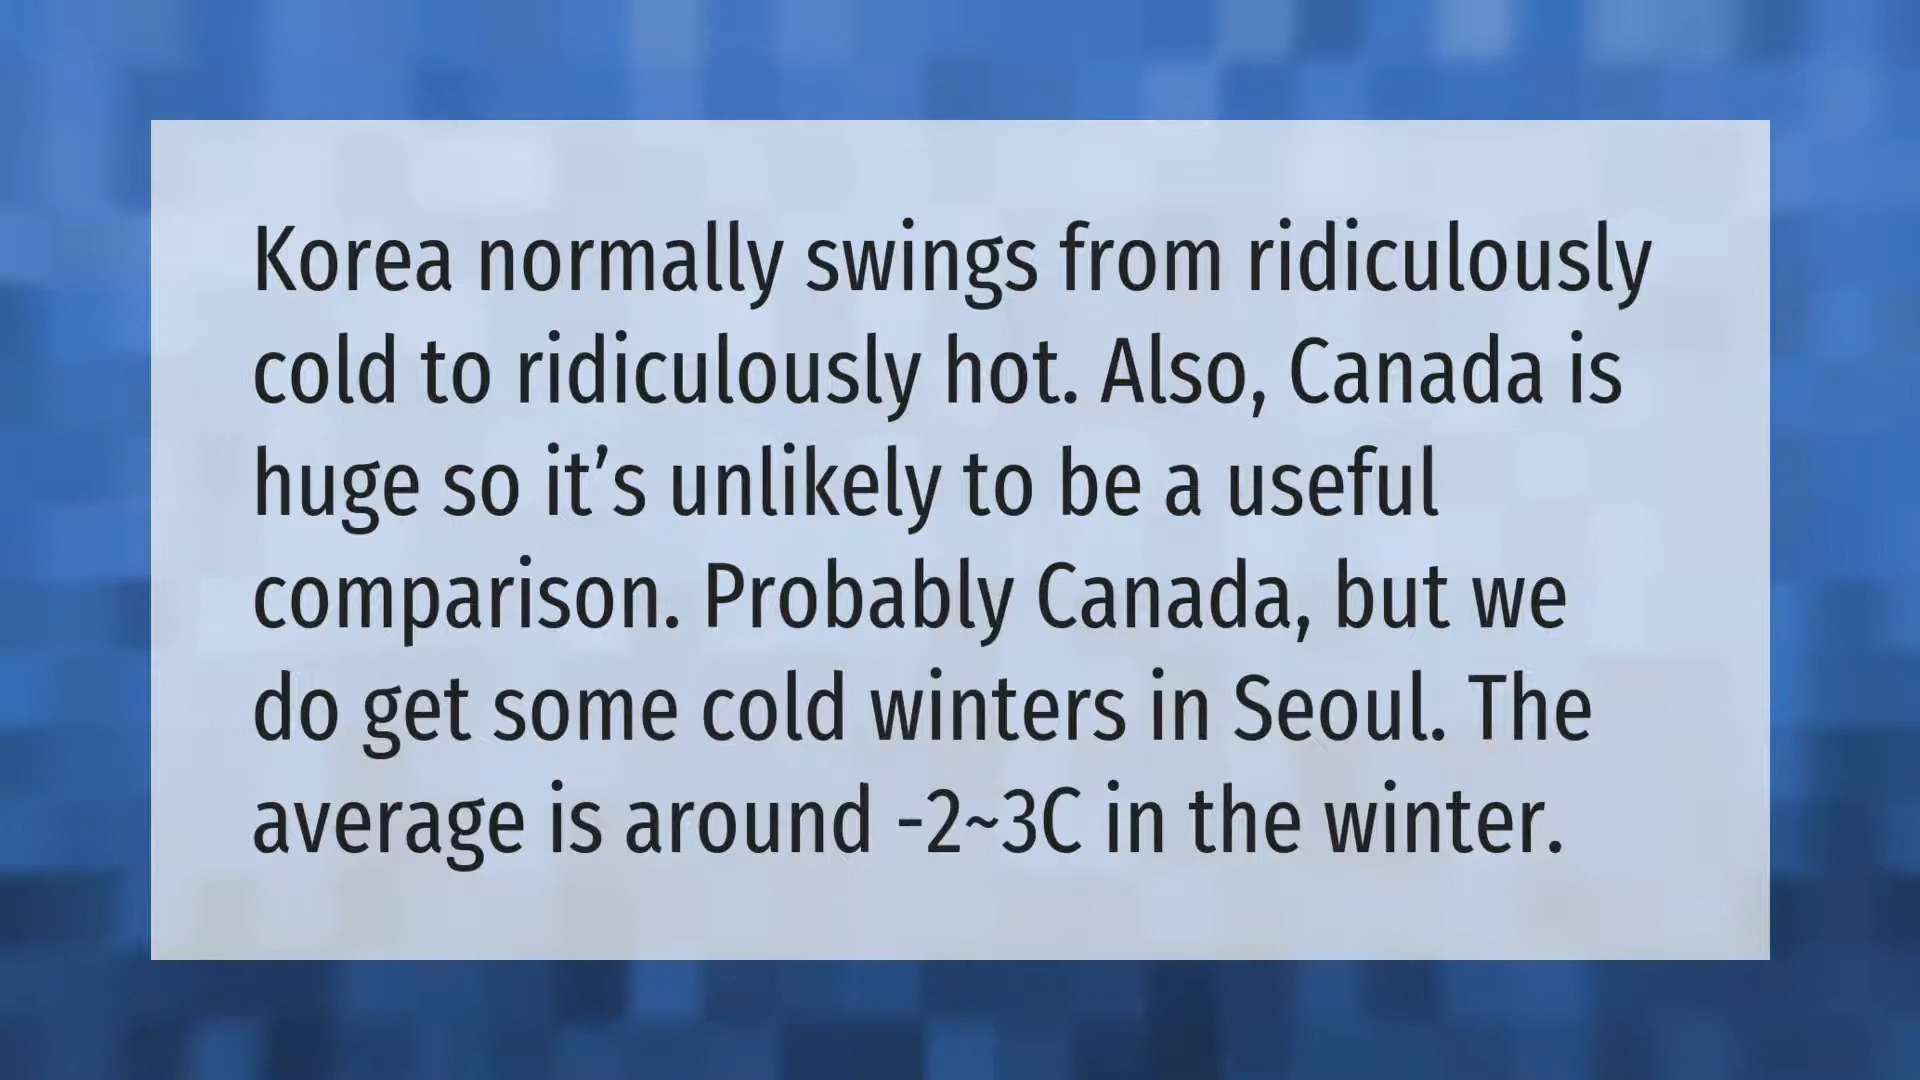 Korea normally swings from ridiculously
cold to ridiculously hot. Also, Canada is
huge so it’s unlikely to be a useful
comparison. Probably Canada, but we
do get some cold winters in Seoul. The
average is around -2~3C in the winter.